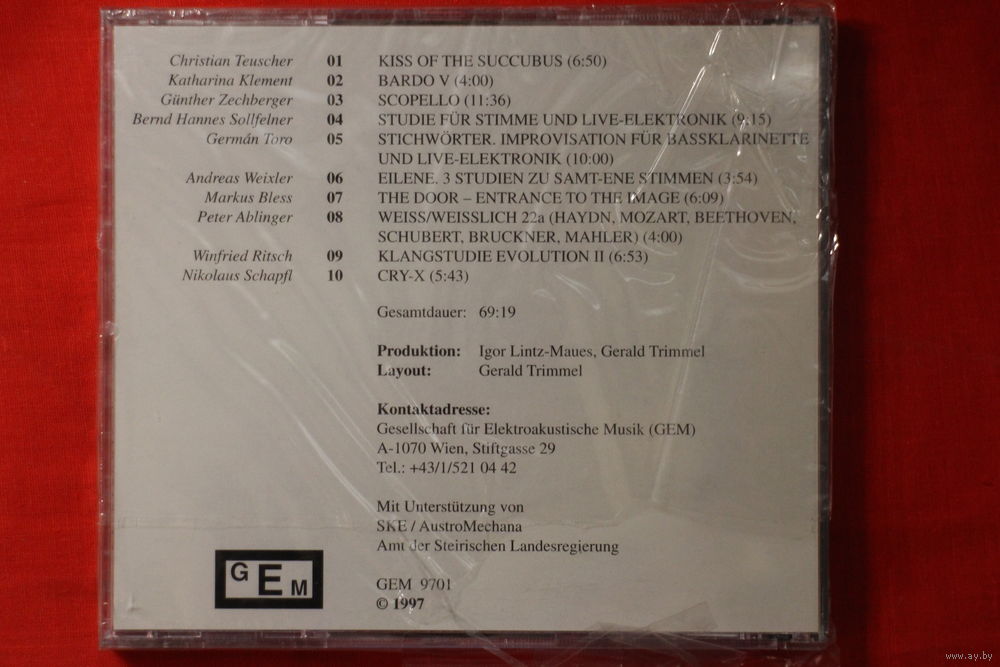 Christian Teuscher 01 KISS OF THE SUCCUBUS (6:50)
Katharina Klement 02 BARDO V (4:00)
Günther Zechberger 03 SCOPELLO (11:36)
Bernd Hannes Sollfelner 04 STUDIE FÜR STIMME UND LIVE-ELEKTRONIK (9:15)
Germán Toro 05 STICHWÖRTER. IMPROVISATION FÜR BASSKLARINETTE
UND LIVE-ELEKTRONIK (10:00)
Andreas Weixler 06 EILENE. 3 STUDIEN ZU SAMT-ENE STIMMEN (3:54)
Markus Bless 07 THE DOOR – ENTRANCE TO THE IMAGE (6:09)
Peter Ablinger 08 WEISS/WEISSLICH 22a (HAYDN, MOZART, BEETHOVEN,
SCHUBERT, BRUCKNER, MAHLER) (4:00)
Winfried Ritsch 09 KLANGSTUDIE EVOLUTION II (6:53)
Nikolaus Schapfl 10 CRY-X (5:43)
Gesamtdauer: 69:19
Produktion: Igor Lintz-Maues, Gerald Trimmel
Layout: Gerald Trimmel
Kontaktadresse:
Gesellschaft für Elektroakustische Musik (GEM)
A-1070 Wien, Stiftgasse 29
Tel.: +43/1/521 04 42
Mit Unterstützung von
SKE / AustroMechana
Amt der Steirischen Landesregierung
GEM
GEM 9701
© 1997
www.ay.by